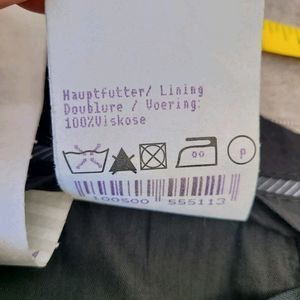 Hauptfutter/ Lining
Doublure / Voering:
100%Viskose
p
100500 555113